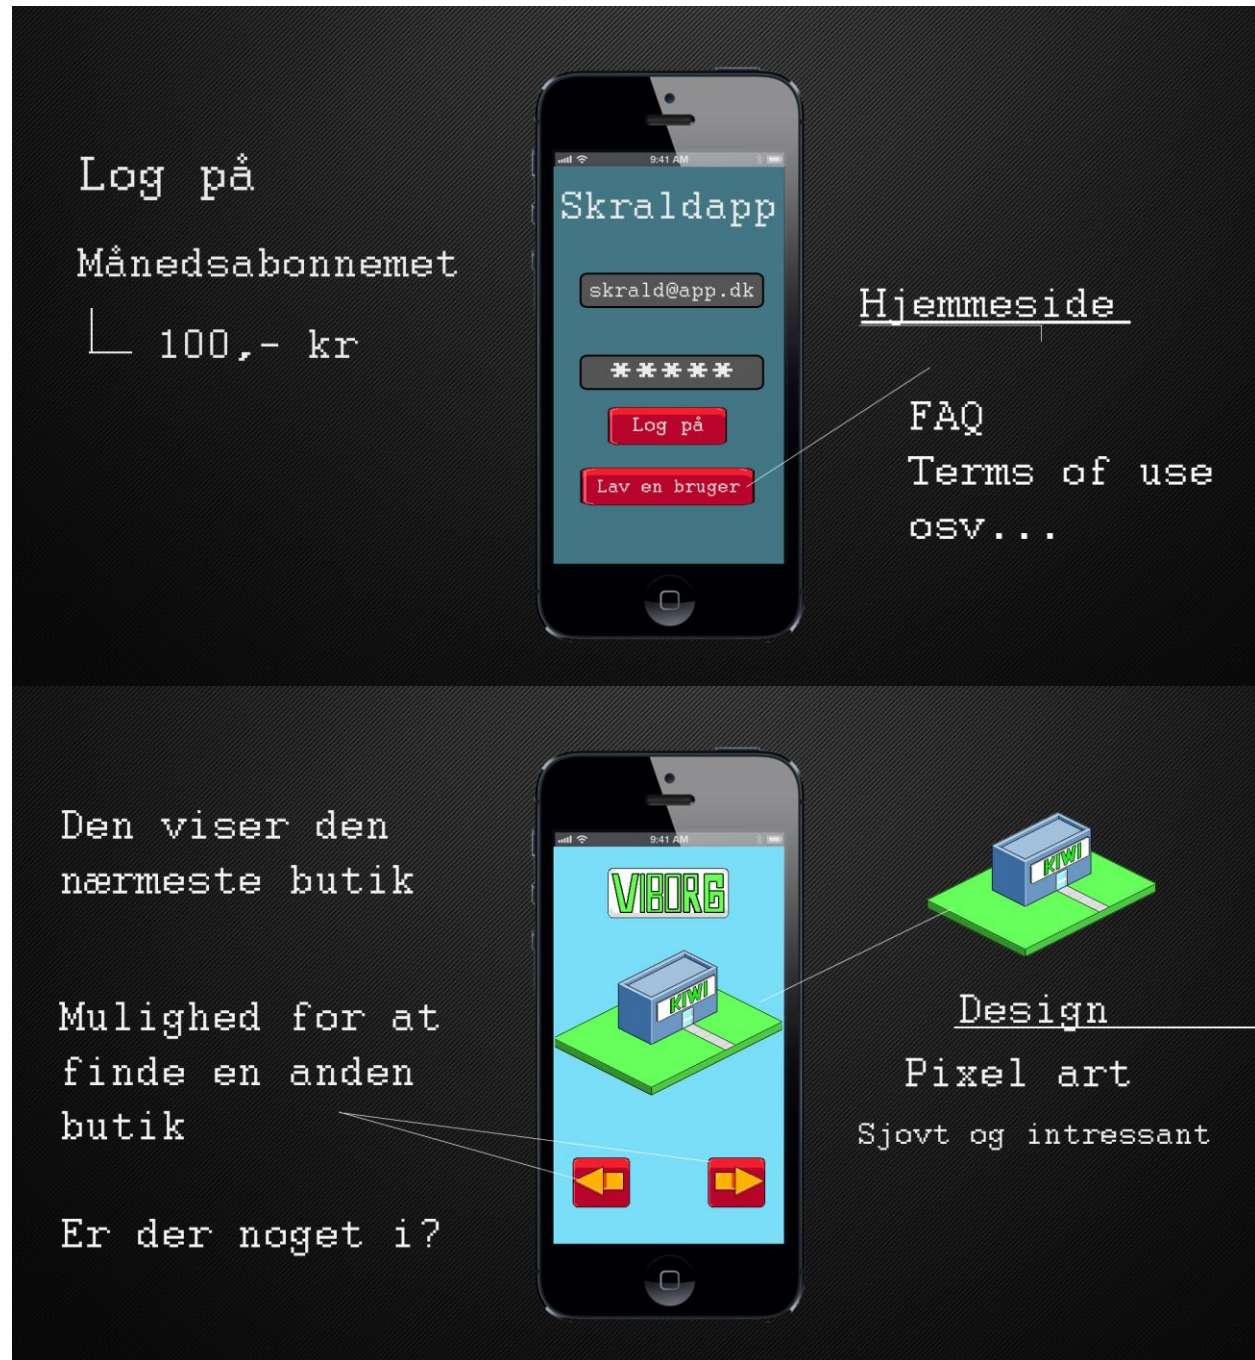 Log på
Månedsabonnemet
100,- kr
9:41 AM
Skraldapp
skrald@app.dk
*****
Log på
Lav en bruger
Hjemmeside
FAQ
Terms of use
osv...
Den viser den
nærmeste butik
Mulighed for at
finde en anden
butik
Er der noget i?
9:41 AM
VIBORG
KIWI
KIWI
Design
Pixel art
Sjovt og intressant